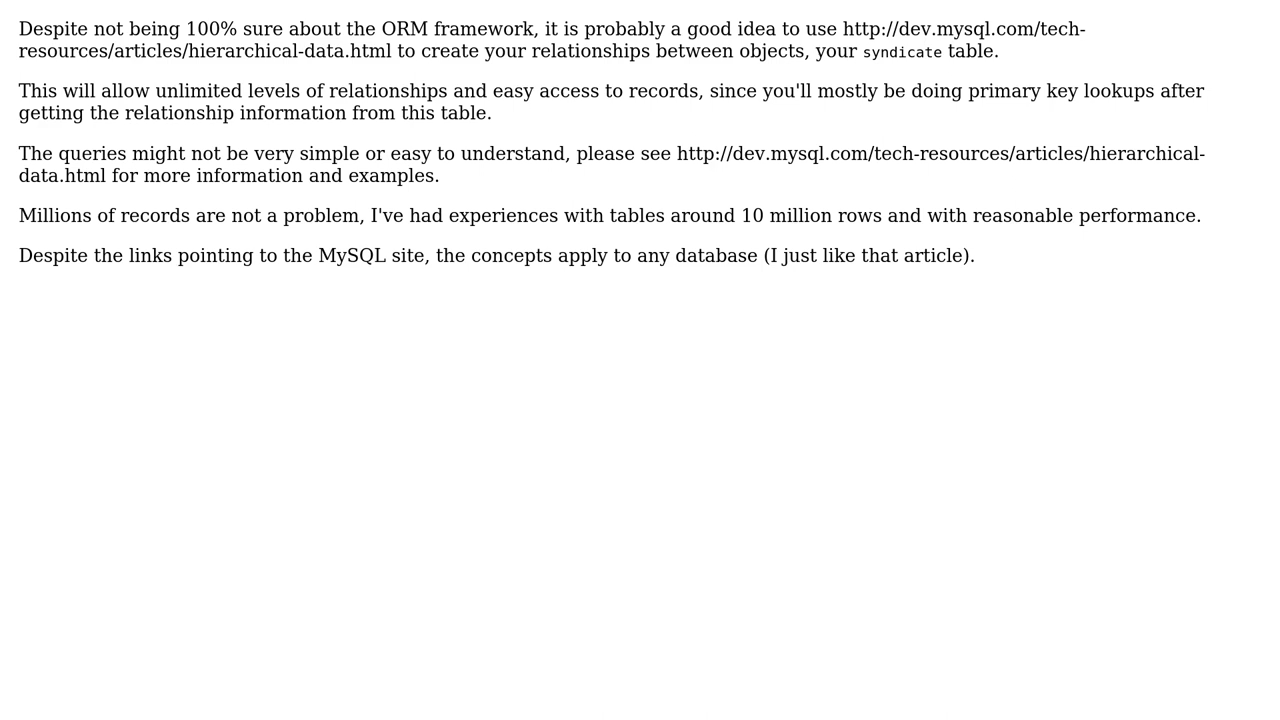 Despite not being 100% sure about the ORM framework, it is probably a good idea to use http://dev.mysql.com/tech-
resources/articles/hierarchical-data.html to create your relationships between objects, your syndicate table.
This will allow unlimited levels of relationships and easy access to records, since you'll mostly be doing primary key lookups after
getting the relationship information from this table.
The queries might not be very simple or easy to understand, please see http://dev.mysql.com/tech-resources/articles/hierarchical-
data.html for more information and examples.
Millions of records are not a problem, I've had experiences with tables around 10 million rows and with reasonable performance.
Despite the links pointing to the MySQL site, the concepts apply to any database (I just like that article).